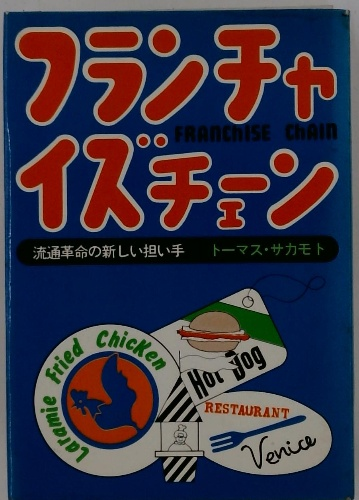 フランチャ
FRANCHISE ChAIN
イズチェーン
流通革命の新しい担い手 トーマス・サカモト
Laramie Fried Chicken
Hot Dog
RESTAURANT
Venice